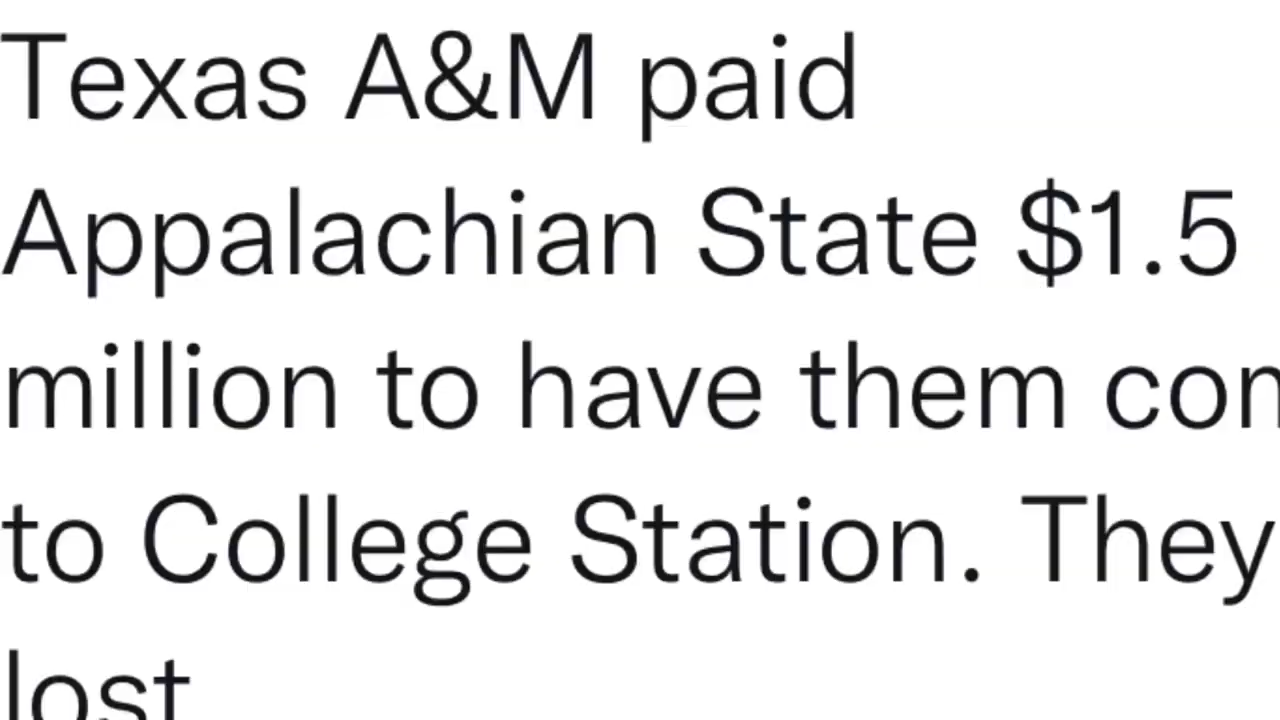 Texas A&M paid
Appalachian State $1.5
million to have them
to College Station. They
lost